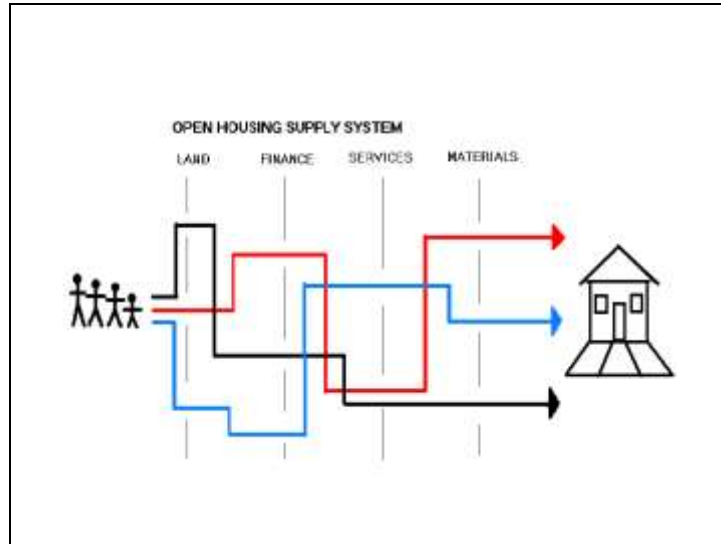 OPEN HOUSING SUPPLY SYSTEM
LAND FINANCE SERVICES MATERIALS